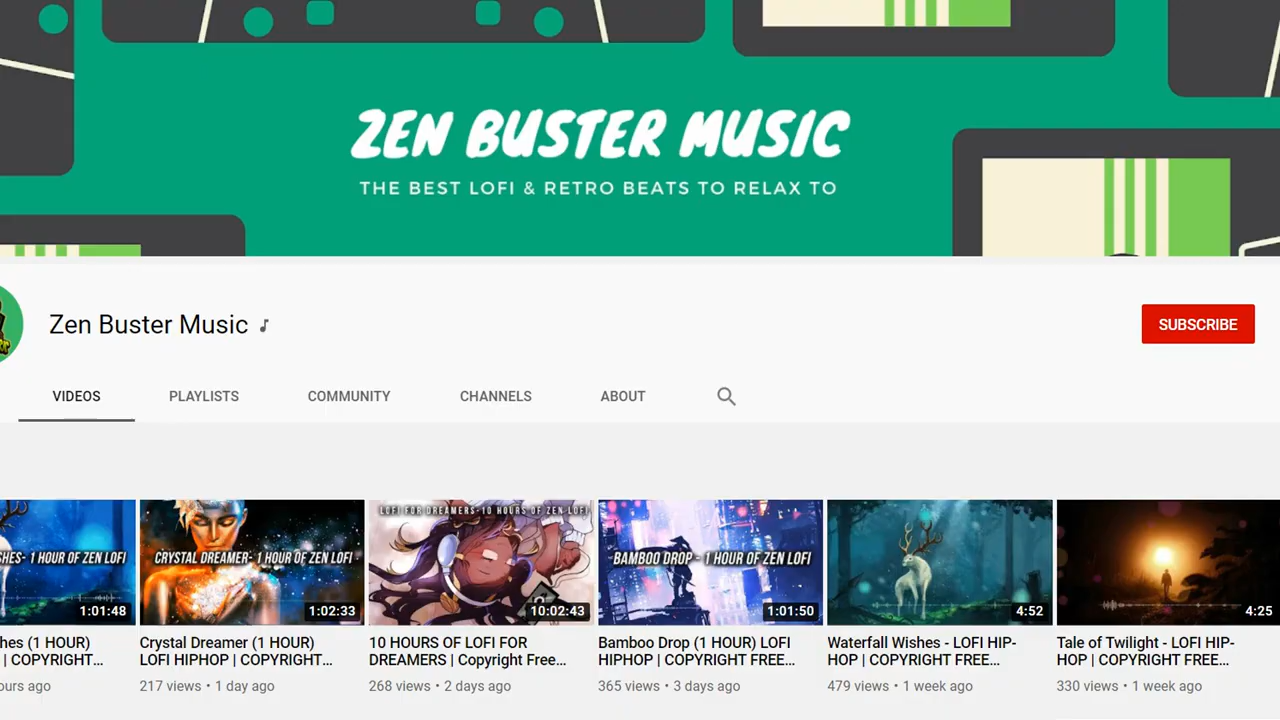 ZEN BUSTER MUSIC
THE BEST LOFI & RETRO BEATS TO RELAX TO
Zen Buster Music
SUBSCRIBE
VIDEOS PLAYLISTS COMMUNITY CHANNELS ABOUT
- 1 HOUR OF ZEN LOFI
1:01:48
CRYSTAL DREAMER- 1 HOUR OF ZEN LOFI
1:02:33
LOFI FOR DREAMERS-10 HOURS OF ZEN LOFI
10:02:43
BAMBOO DROP - 1 HOUR OF ZEN LOFI
1:01:50
4:52
4:25
hes (1 HOUR)
| COPYRIGHT...
ours ago
Crystal Dreamer (1 HOUR)
LOFI HIPHOP | COPYRIGHT...
217 views • 1 day ago
10 HOURS OF LOFI FOR
DREAMERS | Copyright Free...
268 views • 2 days ago
Bamboo Drop (1 HOUR) LOFI
HIPHOP | COPYRIGHT FREE...
365 views • 3 days ago
Waterfall Wishes - LOFI HIP-
HOP | COPYRIGHT FREE...
479 views • 1 week ago
Tale of Twilight - LOFI HIP-
HOP | COPYRIGHT FREE...
330 views • 1 week ago